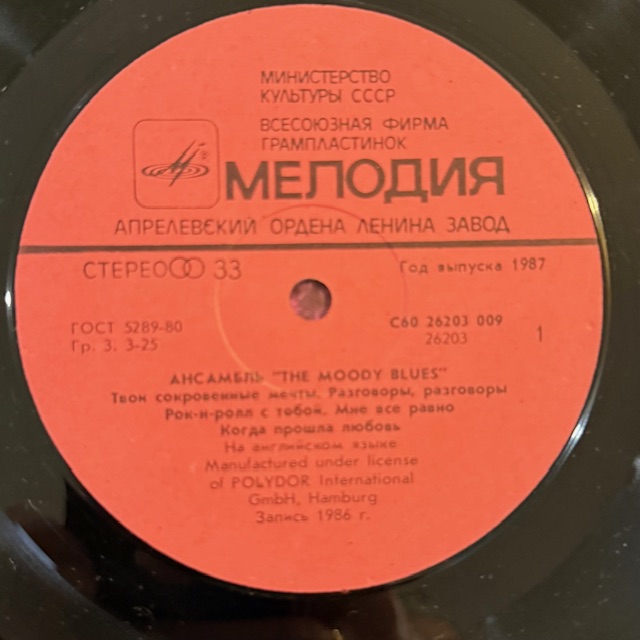 МИНИСТЕРСТВО
КУЛЬТУРЫ СССР
ВСЕСОЮЗНАЯ ФИРМА
ГРАМПЛАСТИНОК
МЕЛОДИЯ
АПРЕЛЕВСКИЙ ОРДЕНА ЛЕНИНА ЗАВОД
СТЕРЕО 33
Год выпуска 1987
ГОСТ 5289-80
Гр. 3. 3-25
С60 26203 009
26203
1
АНСАМБЛЬ "THE MOODY BLUES"
Твои сокровенные мечты. Разговоры, разговоры
Рок-н-ролл с тобой. Мне все равно
Когда прошла любовь
На английском языке
Manufactured under license
of POLYDOR International
GmbH, Hamburg
Запись 1986 г.